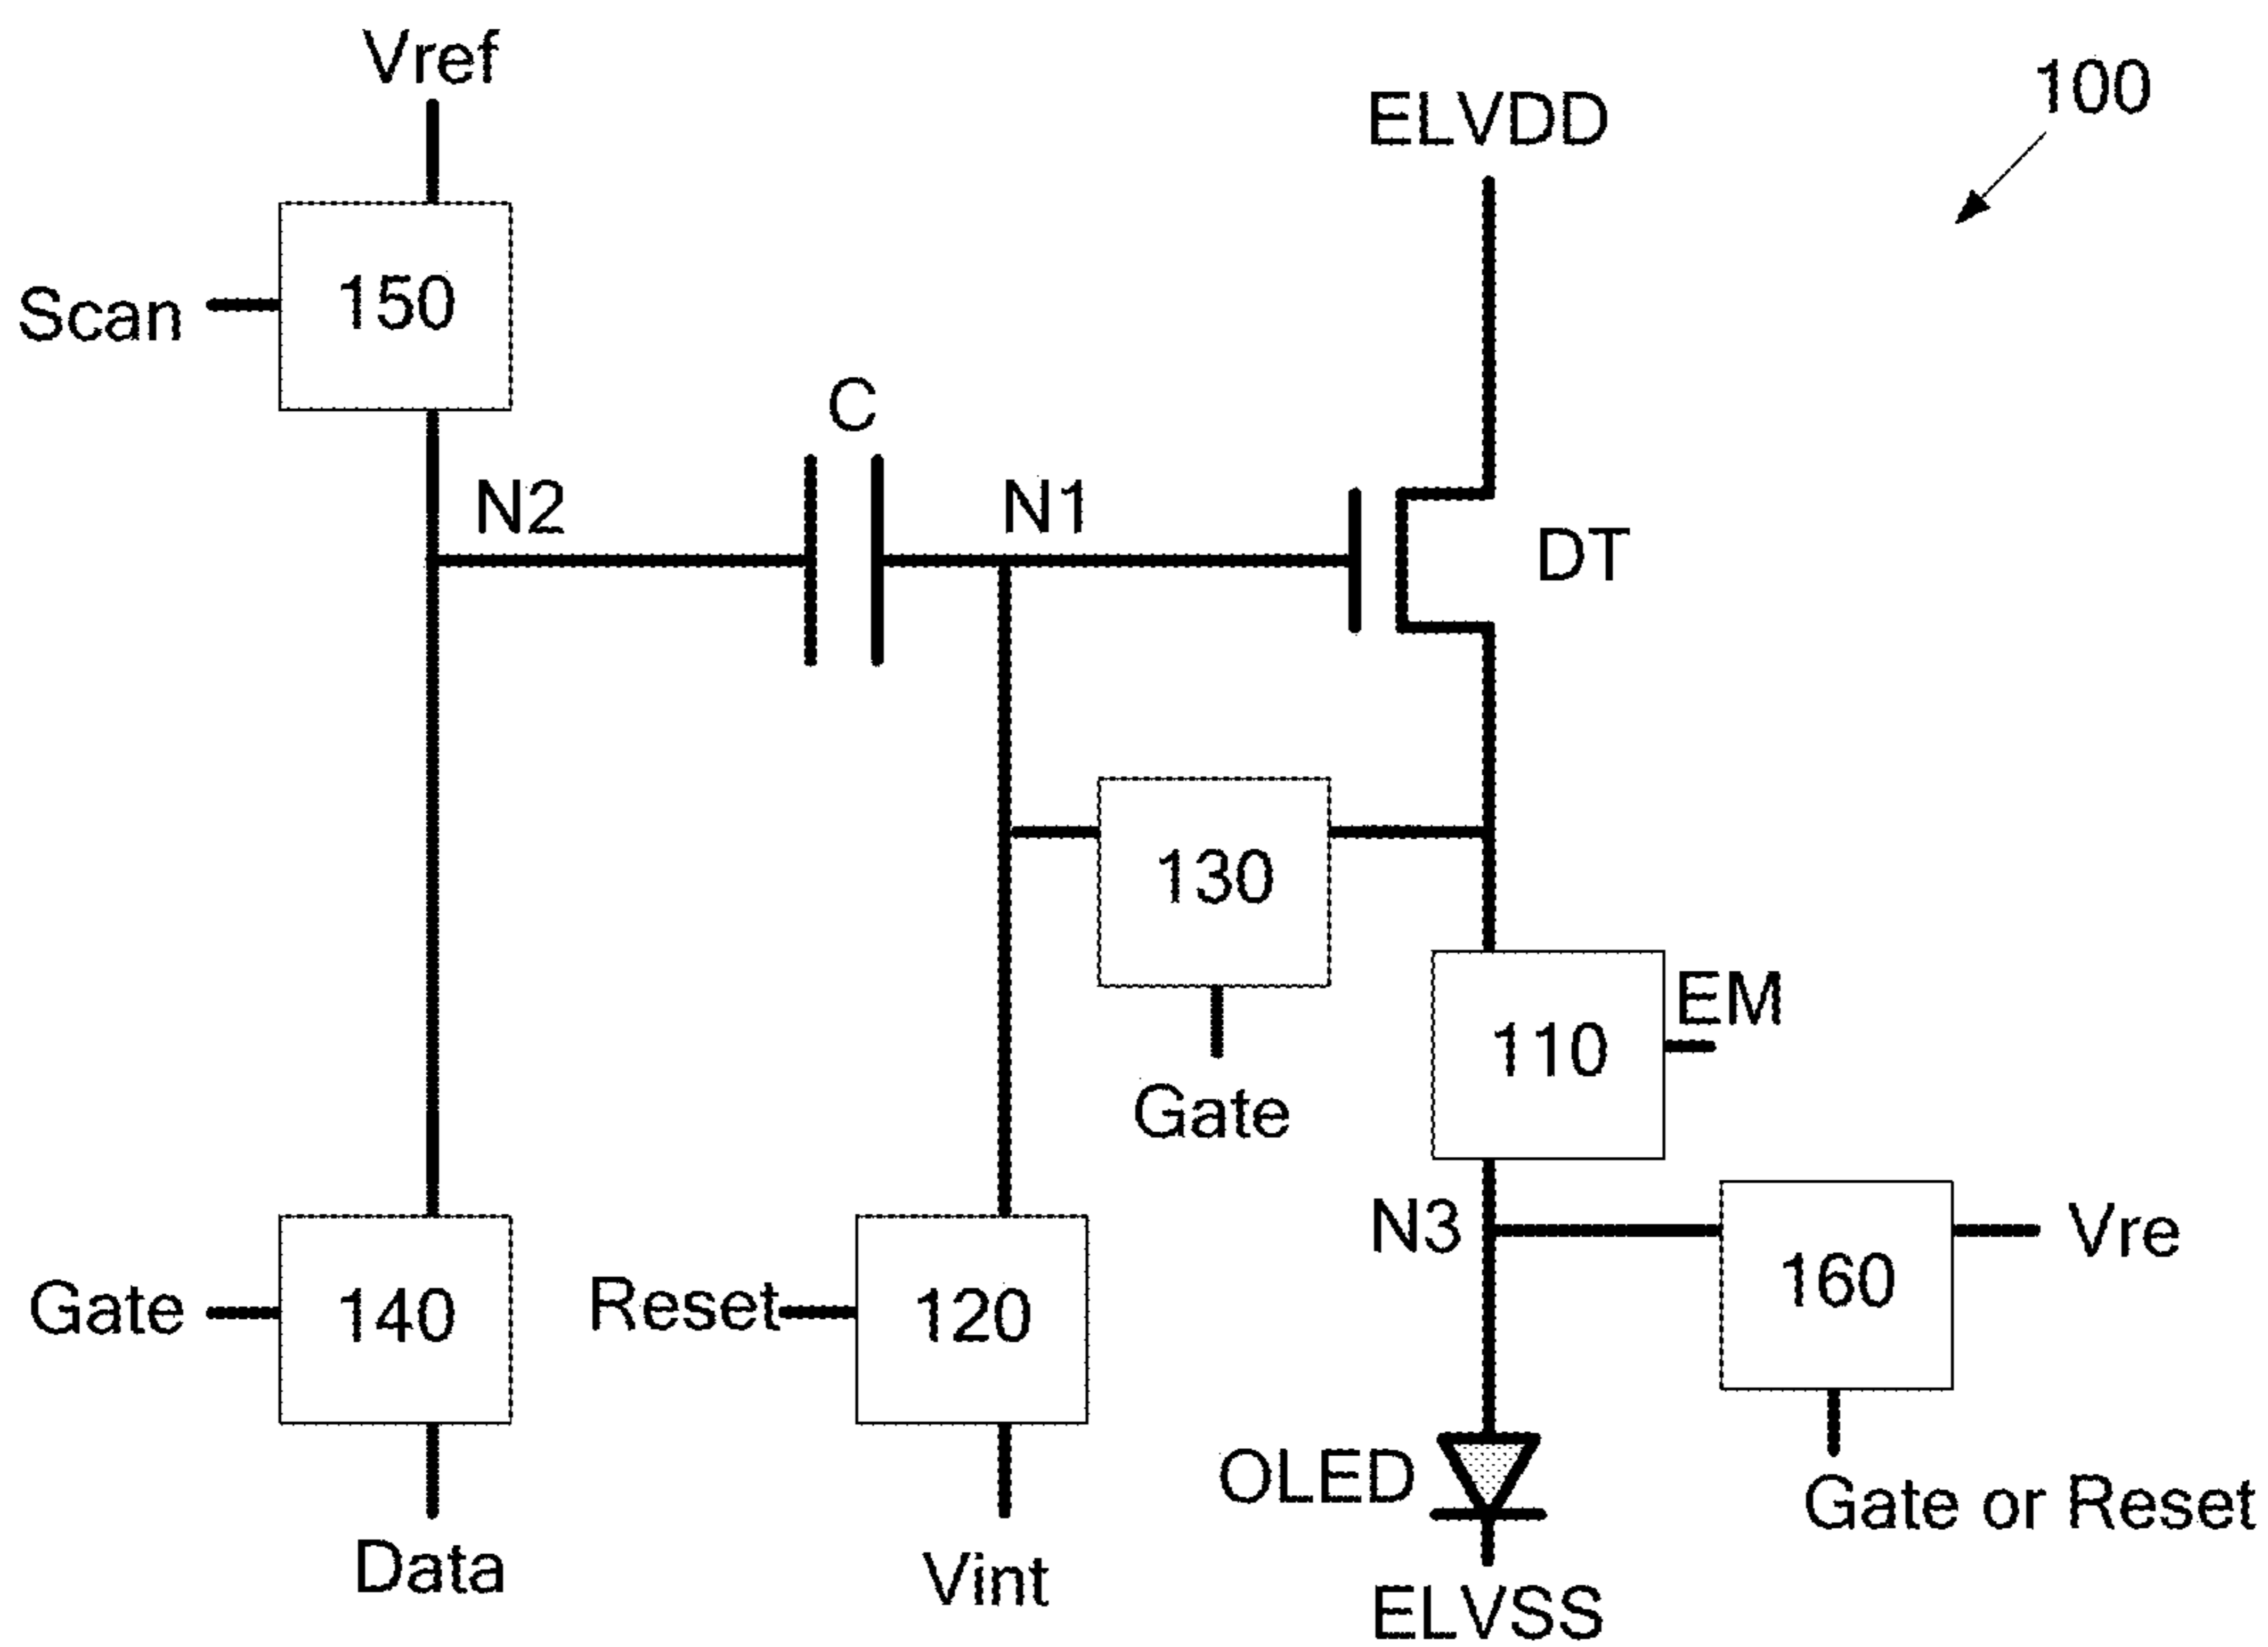 Vref
100
ELVDD
150
Scan
C
N2
N1
DT
130
EM
110
Gate
N3
Vre
160
Gate
140
Reset
120
OLED
Gate or Reset
Data
Vint
ELVSS